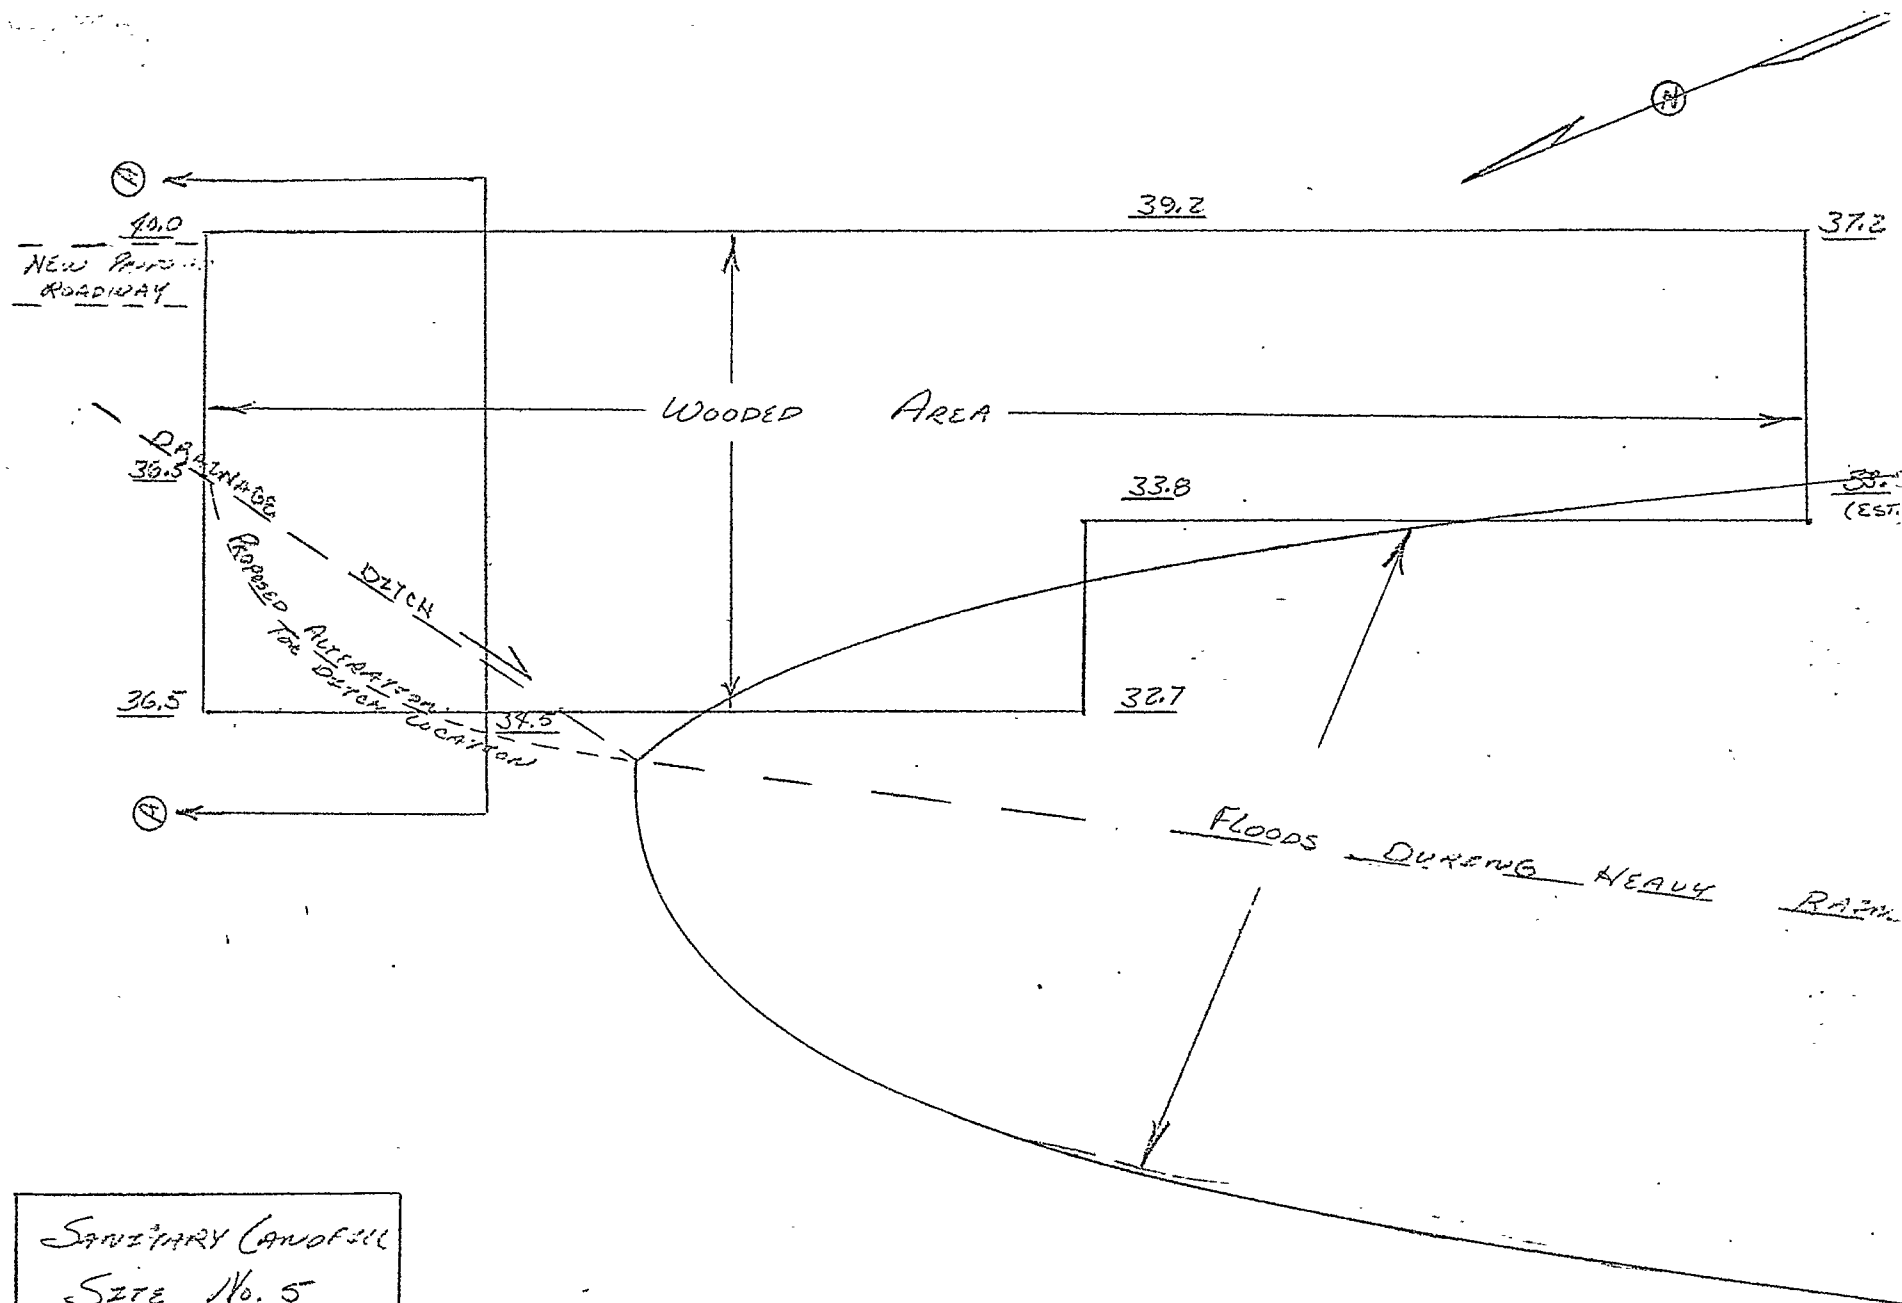 N
A
40.0
39.2
37.2
NEW
ROADWAY
WOODED AREA
DRAINAGE
DITCH
36.5
33.8
(EST.
PROPOSED ALTERATION
FOR DITCH LOCATION
36.5
34.5
32.7
A
FLOODS DURING HEAVY
SANITARY LANDFILL
SITE No. 5